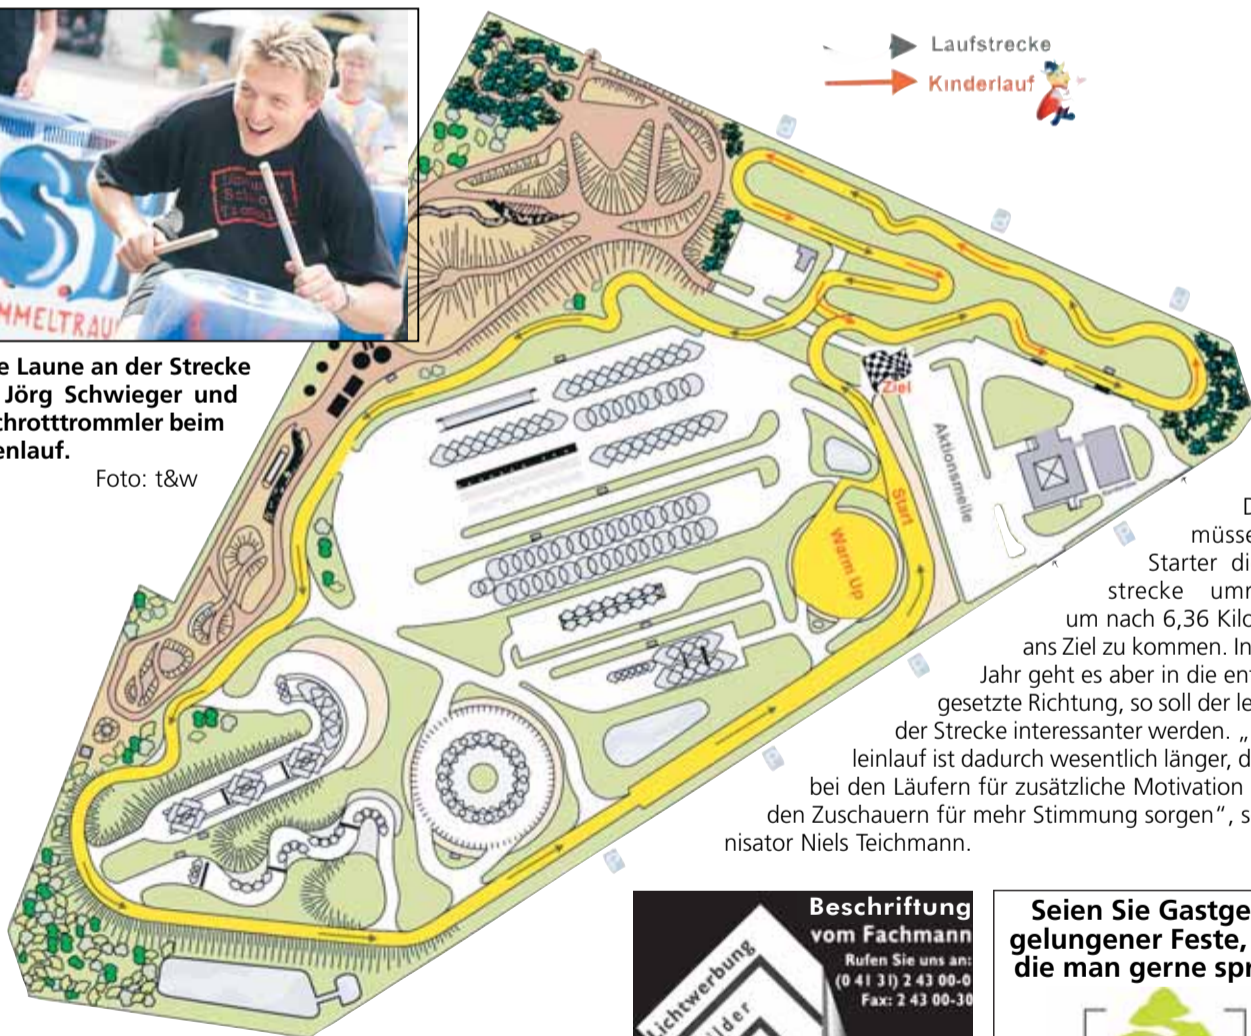 MMELTRAU
e Laune an der Strecke
Jörg Schwieger und
chrotttrommler beim
enlauf.
Foto: t&w
Laufstrecke
Kinderlauf
Ziel
Aktionsmeile
Start
Warm Up
D
müsse
Starter di
strecke umr
um nach 6,36 Kilo
ans Ziel zu kommen. In
Jahr geht es aber in die ent
gesetzte Richtung, so soll der le
der Strecke interessanter werden. „
leinlauf ist dadurch wesentlich länger, d
bei den Läufern für zusätzliche Motivation
den Zuschauern für mehr Stimmung sorgen“, s
nisator Niels Teichmann.
Beschriftung
vom Fachmann
Rufen Sie uns an:
(0 41 31) 2 43 00-0
Fax: 2 43 00-30
Lichtwerbung
ilder
Seien Sie Gastge
gelungener Feste,
die man gerne spr